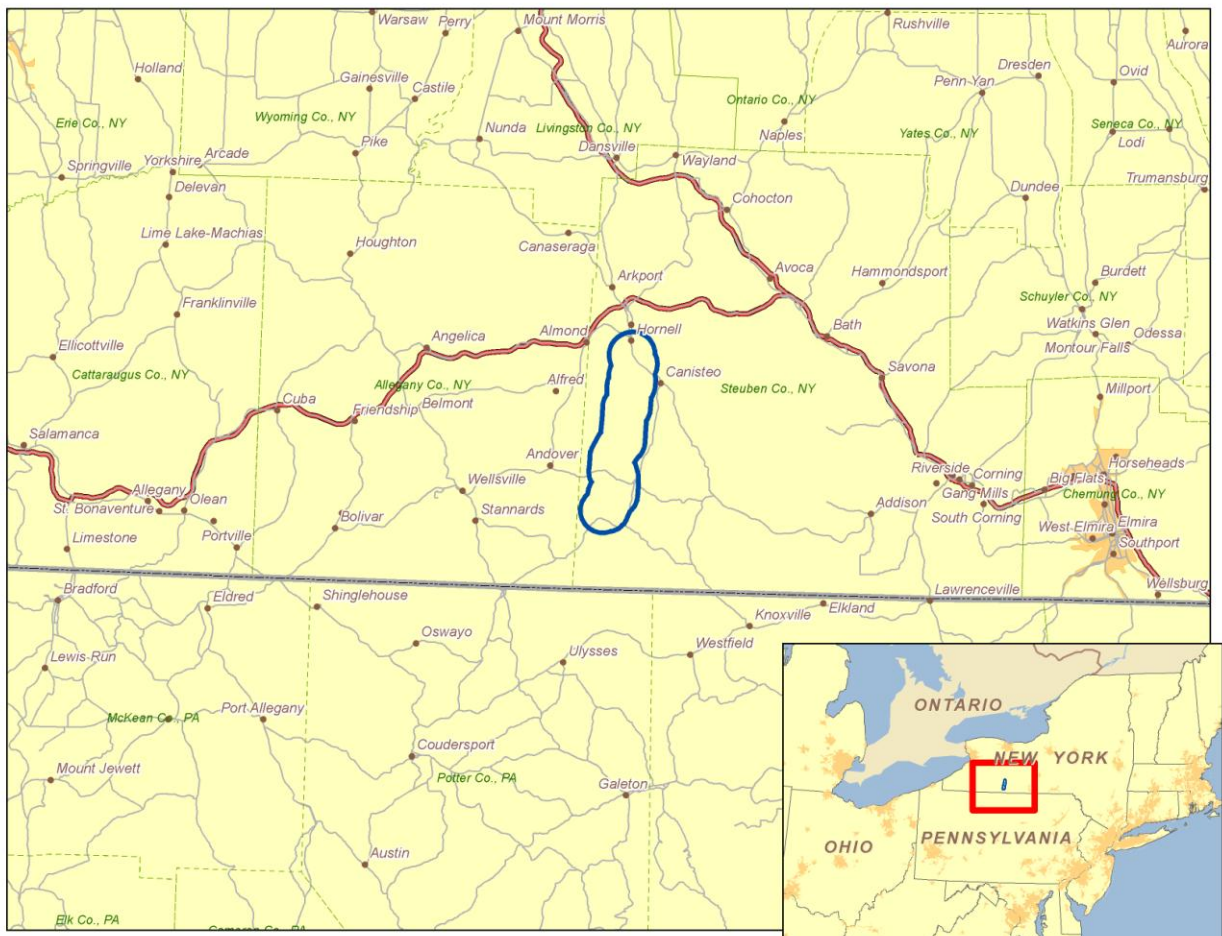 Warsaw
Perry
Mount Morris
Rushville
Aurora
Holland
Gainesville
Castile
Dresden
Ovid
Penn Yan
Erie Co., NY
Wyoming Co., NY
Nunda
Livingston Co., NY
Ontario Co., NY
Naples
Yates Co., NY
Seneca Co., NY
Lodi
Pike
Dansville
Wayland
Springville
Yorkshire
Arcade
Delevan
Trumansburg
Dundee
Cohocton
Lime Lake-Machias
Houghton
Canaseraga
Franklinville
Arkport
Avoca
Hammondsport
Burdett
Schuyler Co., NY
Ellicottville
Angelica
Almond
Hornell
Bath
Watkins Glen
Odessa
Montour Falls
Cattaraugus Co., NY
Allegany Co., NY
Alfred
Canisteo
Steuben Co., NY
Savona
Millport
Cuba
Friendship
Belmont
Salamanca
Andover
Riverside
Corning
Horseheads
Big Flats
Allegany
St. Bonaventure
Olean
Wellsville
Gang Mills
Chemung Co., NY
Bolivar
Stannards
Addison
South Corning
West Elmira
Elmira
Southport
Limestone
Portville
Bradford
Eldred
Shinglehouse
Knoxville
Elkland
Lawrenceville
Wellsburg
Lewis-Run
Oswayo
Ulysses
Westfield
McKean Co., PA
Port Allegany
Coudersport
Mount Jewett
Potter Co., PA
Galeton
Austin
Elk Co., PA
Cameron Co., PA
ONTARIO
NEW YORK
OHIO
PENNSYLVANIA